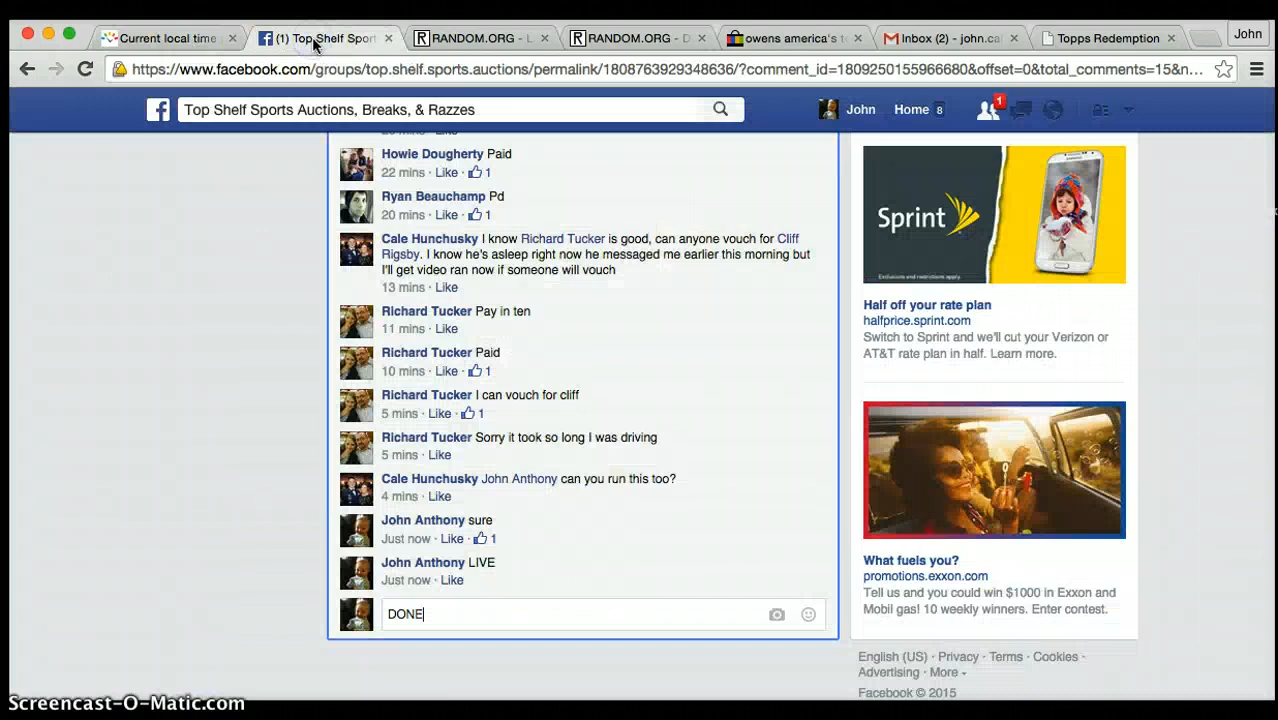 Current local time
(1) Top Shelf Sport
RANDOM.ORG - L
RANDOM.ORG - D
owens america's t
Inbox (2) - john.ca
Topps Redemption
John
https://www.facebook.com/groups/top.shelf.sports.auctions/permalink/1808763929348636/?comment_id=1809250155966680&offset=0&total_comments=15&n...
Top Shelf Sports Auctions, Breaks, & Razzes
John
Home 8
1
Howie Dougherty Paid
22 mins · Like · 1
Ryan Beauchamp Pd
20 mins · Like · 1
Cale Hunchusky I know Richard Tucker is good, can anyone vouch for Cliff
Rigsby. I know he's asleep right now he messaged me earlier this morning but
I'll get video ran now if someone will vouch
13 mins · Like
Richard Tucker Pay in ten
11 mins · Like
Richard Tucker Paid
10 mins · Like · 1
Richard Tucker I can vouch for cliff
5 mins · Like · 1
Richard Tucker Sorry it took so long I was driving
5 mins · Like
Cale Hunchusky John Anthony can you run this too?
4 mins · Like
John Anthony sure
Just now · Like · 1
John Anthony LIVE
Just now · Like
DONE
Sprint
Half off your rate plan
halfprice.sprint.com
Switch to Sprint and we'll cut your Verizon or
AT&T rate plan in half. Learn more.
What fuels you?
promotions.exxon.com
Tell us and you could win $1000 in Exxon and
Mobil gas! 10 weekly winners. Enter contest.
English (US) · Privacy · Terms · Cookies ·
Advertising · More
Facebook © 2015
Screencast-O-Matic.com